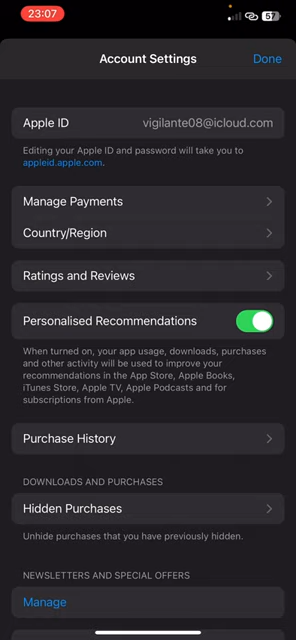 23:07
57
Account Settings
Done
Apple ID
vigilante08@icloud.com
Editing your Apple ID and password will take you to
appleid.apple.com.
Manage Payments
Country/Region
Ratings and Reviews
Personalised Recommendations
When turned on, your app usage, downloads, purchases
and other activity will be used to improve your
recommendations in the App Store, Apple Books,
iTunes Store, Apple TV, Apple Podcasts and for
subscriptions from Apple.
Purchase History
DOWNLOADS AND PURCHASES
Hidden Purchases
Unhide purchases that you have previously hidden.
NEWSLETTERS AND SPECIAL OFFERS
Manage